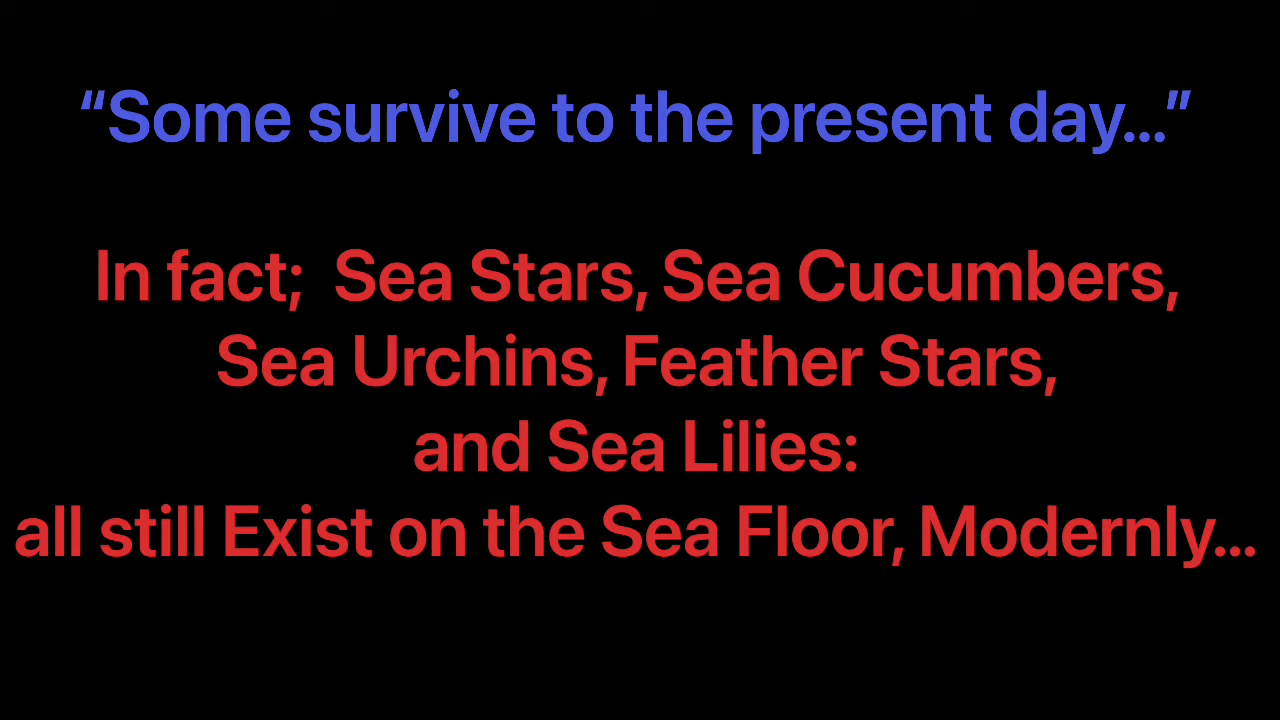 “Some survive to the present day...”
In fact;  Sea Stars, Sea Cucumbers,
Sea Urchins, Feather Stars,
and Sea Lilies:
all still Exist on the Sea Floor, Modernly...